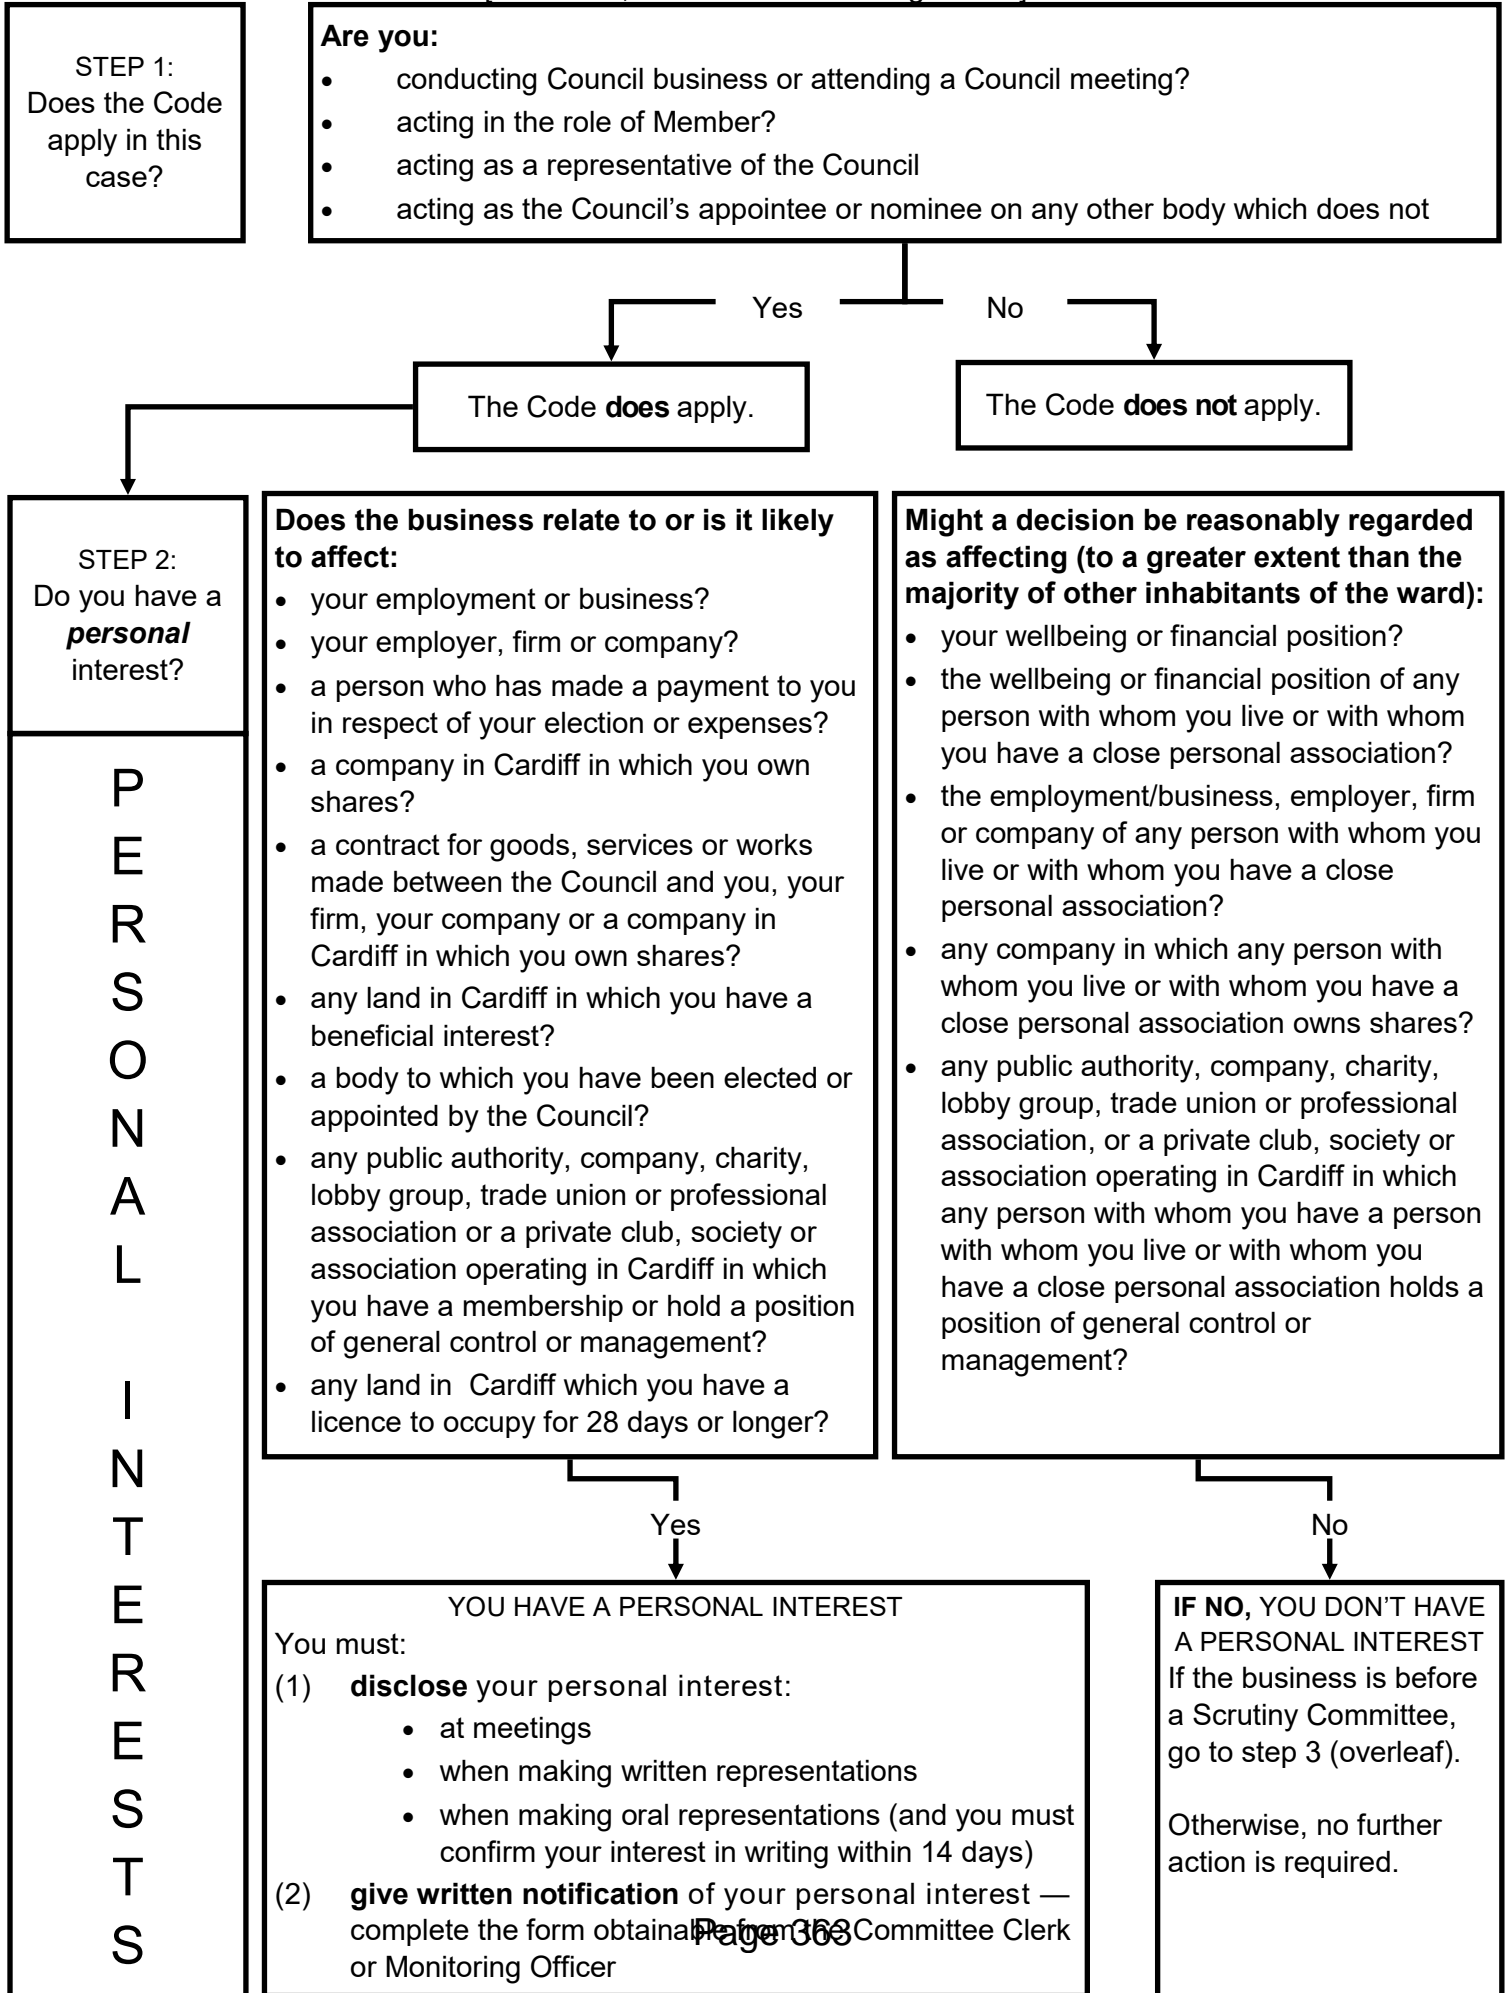 STEP 1:
Does the Code
apply in this
case?
Are you:
• conducting Council business or attending a Council meeting?
• acting in the role of Member?
• acting as a representative of the Council
• acting as the Council’s appointee or nominee on any other body which does not
Yes
No
The Code does apply.
The Code does not apply.
STEP 2:
Do you have a
personal
interest?
PERSONAL INTERESTS
Does the business relate to or is it likely
to affect:
• your employment or business?
• your employer, firm or company?
• a person who has made a payment to you
in respect of your election or expenses?
• a company in Cardiff in which you own
shares?
• a contract for goods, services or works
made between the Council and you, your
firm, your company or a company in
Cardiff in which you own shares?
• any land in Cardiff in which you have a
beneficial interest?
• a body to which you have been elected or
appointed by the Council?
• any public authority, company, charity,
lobby group, trade union or professional
association or a private club, society or
association operating in Cardiff in which
you have a membership or hold a position
of general control or management?
• any land in Cardiff which you have a
licence to occupy for 28 days or longer?
Might a decision be reasonably regarded
as affecting (to a greater extent than the
majority of other inhabitants of the ward):
• your wellbeing or financial position?
• the wellbeing or financial position of any
person with whom you live or with whom
you have a close personal association?
• the employment/business, employer, firm
or company of any person with whom you
live or with whom you have a close
personal association?
• any company in which any person with
whom you live or with whom you have a
close personal association owns shares?
• any public authority, company, charity,
lobby group, trade union or professional
association, or a private club, society or
association operating in Cardiff in which
any person with whom you have a person
with whom you live or with whom you
have a close personal association holds a
position of general control or
management?
Yes
No
YOU HAVE A PERSONAL INTEREST
You must:
(1) disclose your personal interest:
• at meetings
• when making written representations
• when making oral representations (and you must
confirm your interest in writing within 14 days)
(2) give written notification of your personal interest —
complete the form obtainable from the Committee Clerk
or Monitoring Officer
IF NO, YOU DON’T HAVE
A PERSONAL INTEREST
If the business is before
a Scrutiny Committee,
go to step 3 (overleaf).
Otherwise, no further
action is required.
Page 363